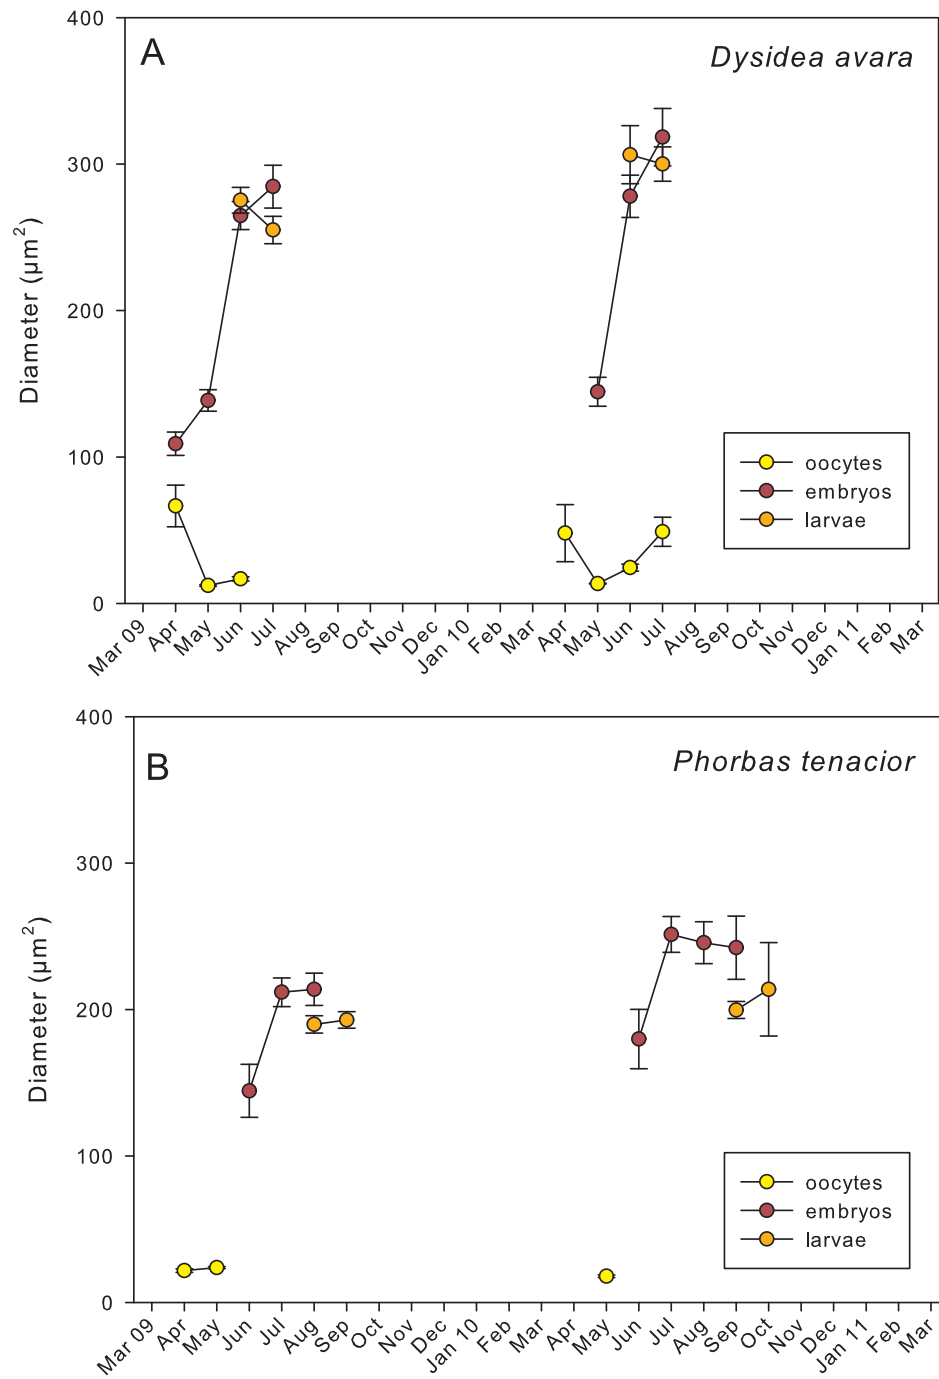 400
A
Dysidea avara
300
200
100
0
Diameter (µm²)
oocytes
embryos
larvae
Mar 09 Apr May Jun Jul Aug Sep Oct Nov Dec Jan 10 Feb Mar Apr May Jun Jul Aug Sep Oct Nov Dec Jan 11 Feb Mar
400
B
Phorbas tenacior
300
200
100
0
Diameter (µm²)
oocytes
embryos
larvae
Mar 09 Apr May Jun Jul Aug Sep Oct Nov Dec Jan 10 Feb Mar Apr May Jun Jul Aug Sep Oct Nov Dec Jan 11 Feb Mar